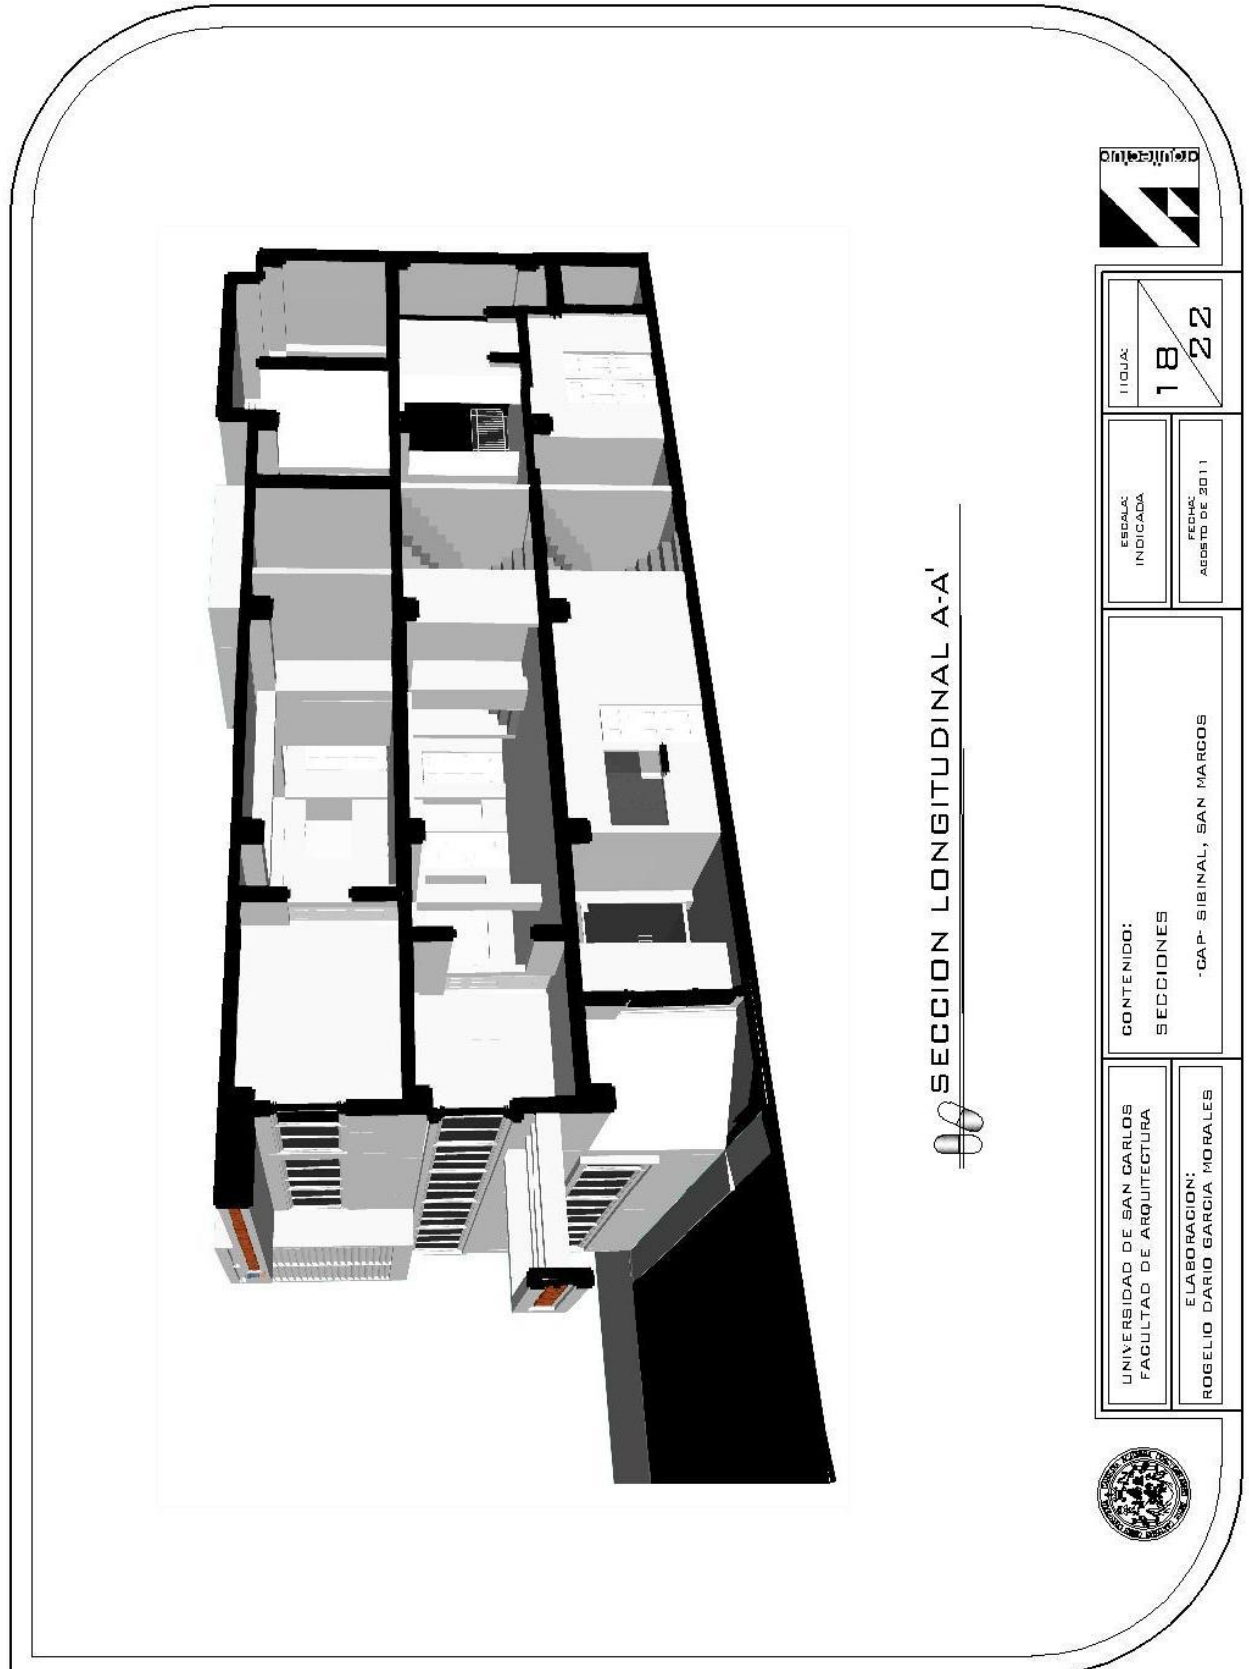 SECCION LONGITUDINAL A-A'
UNIVERSIDAD DE SAN CARLOS
FACULTAD DE ARQUITECTURA
ELABORACION:
ROGELIO DARIO GARCIA MORALES
CONTENIDO:
SECCIONES
-CAP- SIBINAL, SAN MARCOS
ESCALA:
INDICADA
FECHA:
AGOSTO DE 2011
HOJA:
18
22
arquitectura